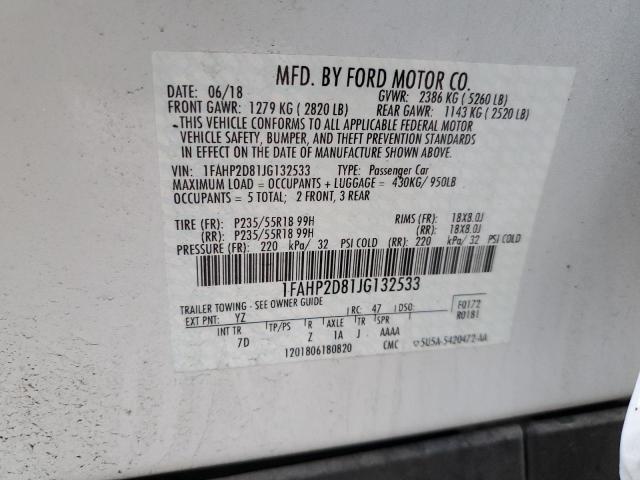 MFD. BY FORD MOTOR CO.
DATE: 06/18 GVWR: 2386 KG ( 5260 LB)
FRONT GAWR: 1279 KG ( 2820 LB) REAR GAWR: 1143 KG ( 2520 LB)
THIS VEHICLE CONFORMS TO ALL APPLICABLE FEDERAL MOTOR
VEHICLE SAFETY, BUMPER, AND THEFT PREVENTION STANDARDS
IN EFFECT ON THE DATE OF MANUFACTURE SHOWN ABOVE.
VIN: 1FAHP2D81JG132533 TYPE: Passenger Car
MAXIMUM LOAD = OCCUPANTS + LUGGAGE = 430KG/ 950LB
OCCUPANTS = 5 TOTAL; 2 FRONT, 3 REAR
TIRE (FR): P235/55R18 99H RIMS (FR): 18X8.0J
(RR): P235/55R18 99H (RR): 18X8.0J
PRESSURE (FR): 220 kPa/ 32 PSI COLD (RR): 220 kPa/ 32 PSI COLD
1FAHP2D81JG132533
TRAILER TOWING - SEE OWNER GUIDE
EXT PNT: YZ RC: 47 DSO: F0172
R0181
INT TR TP/PS R AXLE TR SPR
7D Z 1A J AAAA
1201806180820 CMC 5U5A-5420472-AA